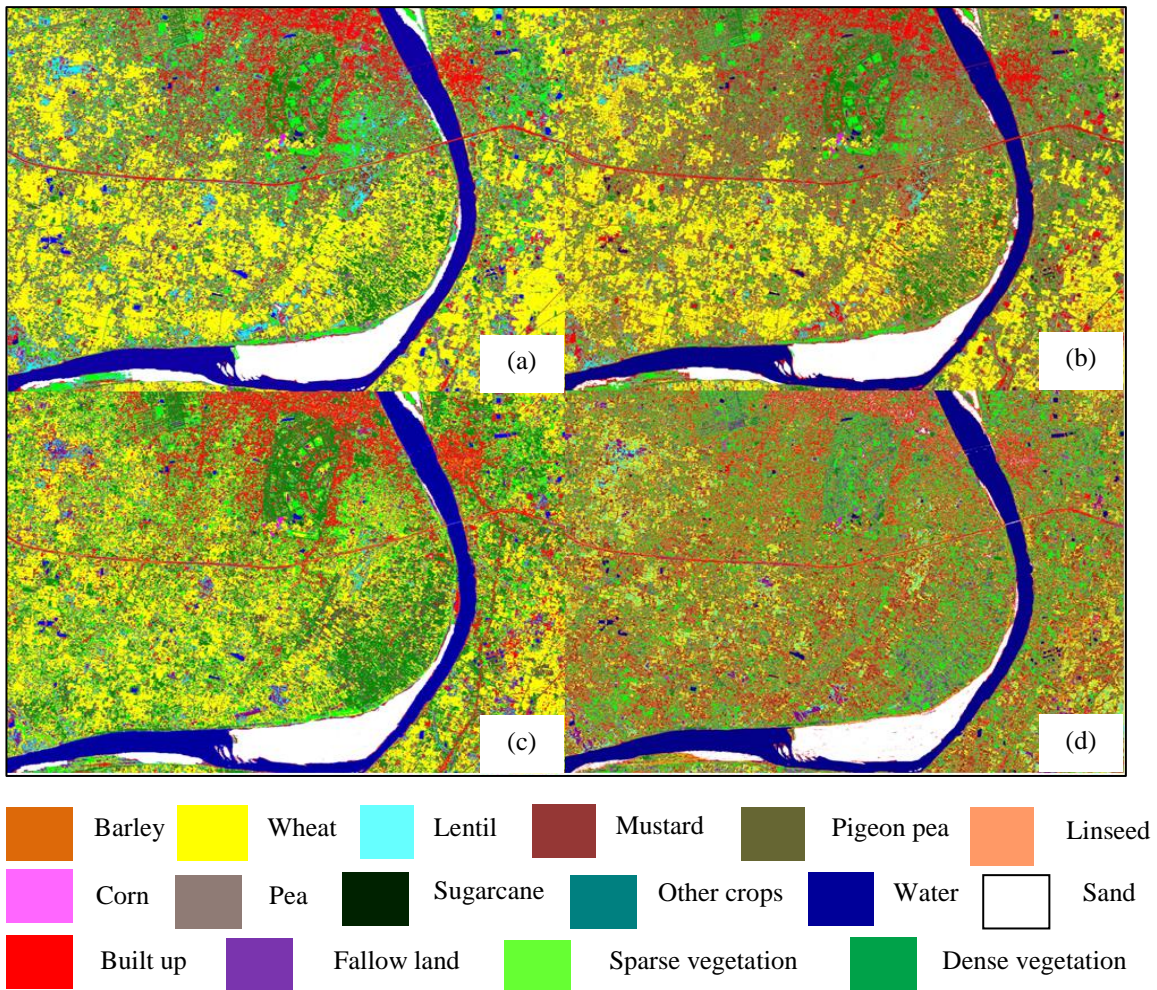 (a) (b)
(c) (d)
Barley Wheat Lentil Mustard Pigeon pea Linseed
Corn Pea Sugarcane Other crops Water Sand
Built up Fallow land Sparse vegetation Dense vegetation